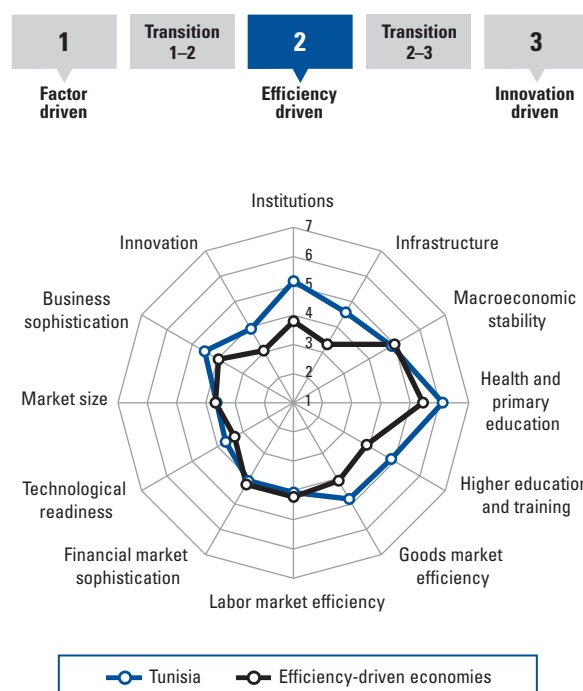 1
Transition
1–2
2
Transition
2–3
3
Factor
driven
Efficiency
driven
Innovation
driven
Institutions
7
Innovation
6
Infrastructure
5
Business
sophistication
Macroeconomic
stability
4
3
2
Market size
1
Health and
primary
education
Technological
readiness
Higher education
and training
Financial market
sophistication
Goods market
efficiency
Labor market efficiency
Tunisia
Efficiency-driven economies